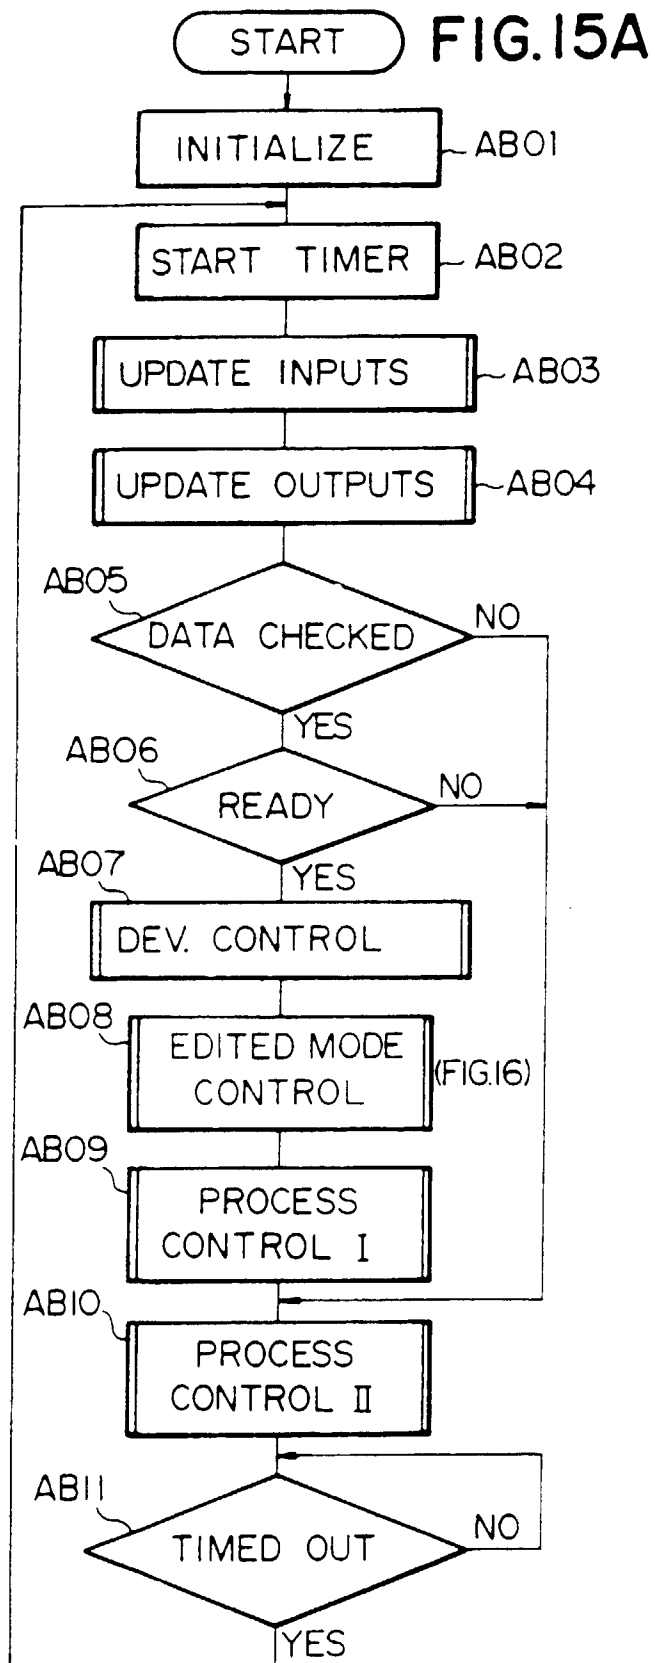 START
FIG.15A
INITIALIZE
AB01
START TIMER
AB02
UPDATE INPUTS
AB03
UPDATE OUTPUTS
AB04
AB05
DATA CHECKED
NO
YES
AB06
READY
NO
YES
AB07
DEV. CONTROL
AB08
EDITED MODE
CONTROL
(FIG.16)
AB09
PROCESS
CONTROL I
AB10
PROCESS
CONTROL II
AB11
TIMED OUT
NO
YES